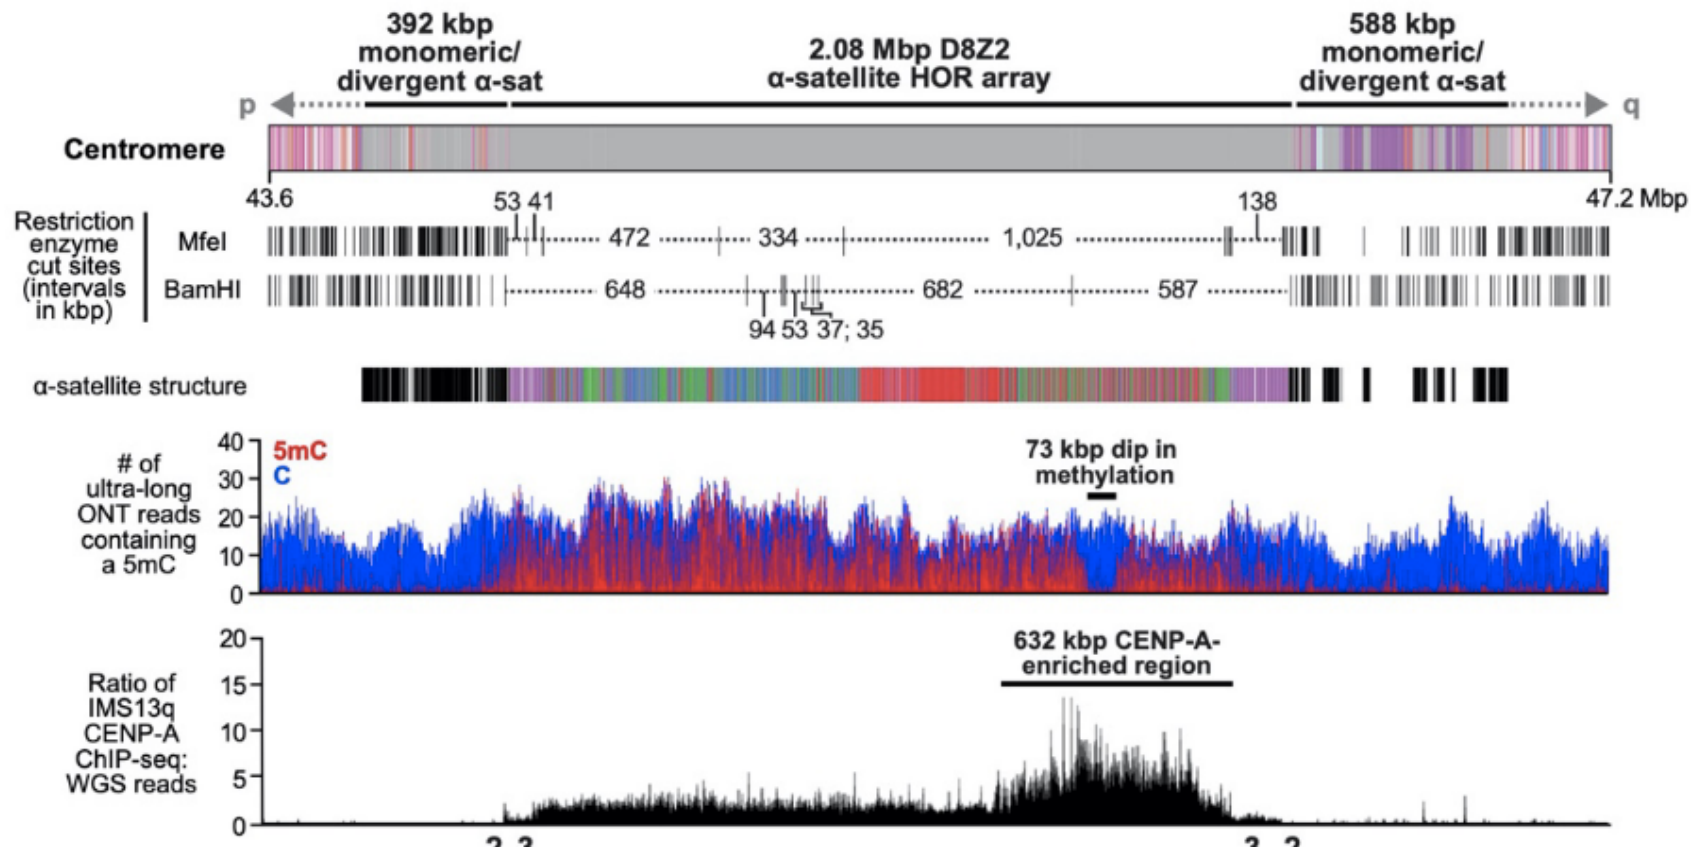 392 kbp
monomeric/
divergent α-sat
2.08 Mbp D8Z2
α-satellite HOR array
588 kbp
monomeric/
divergent α-sat
p
q
Centromere
43.6
47.2 Mbp
53 41
138
Restriction
enzyme
cut sites
(intervals
in kbp)
MfeI
472
334
1,025
BamHI
648
682
587
94 53 37; 35
α-satellite structure
# of
ultra-long
ONT reads
containing
a 5mC
40
30
20
10
0
5mC
C
73 kbp dip in
methylation
Ratio of
IMS13q
CENP-A
ChIP-seq:
WGS reads
20
15
10
5
0
632 kbp CENP-A-
enriched region